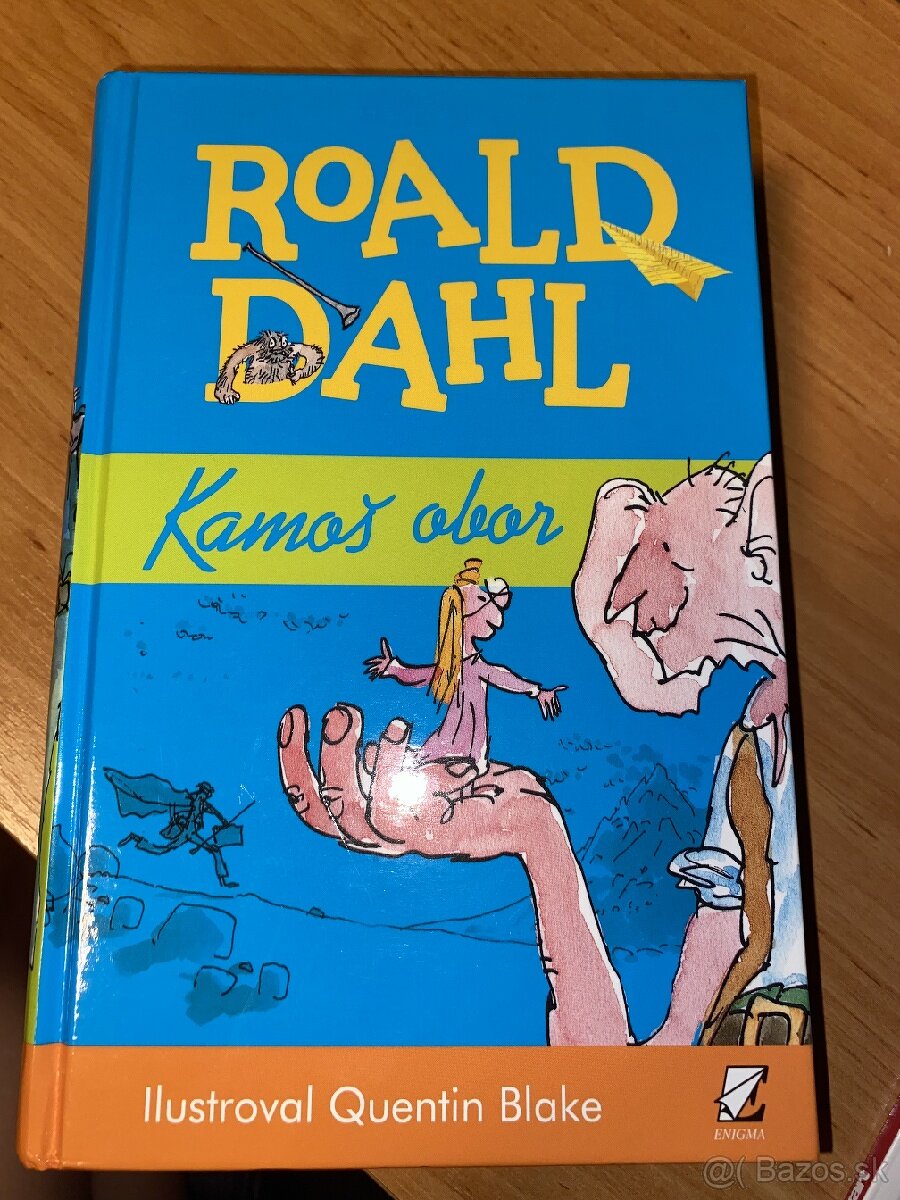 ROALD
DAHL
Kamoš obor
Ilustroval Quentin Blake
ENIGMA
@( Bazos.sk